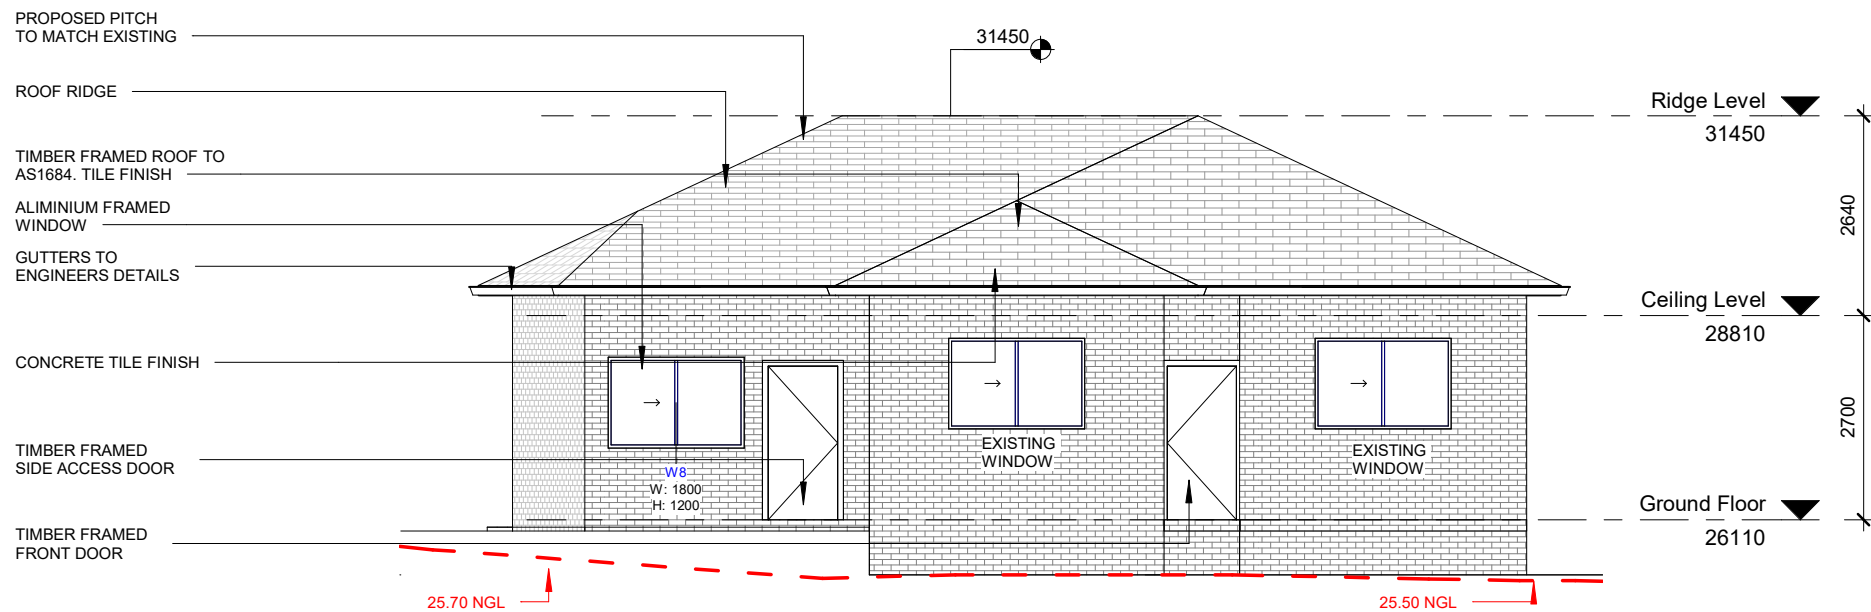 PROPOSED PITCH
TO MATCH EXISTING
ROOF RIDGE
TIMBER FRAMED ROOF TO
AS1684. TILE FINISH
ALIMINIUM FRAMED
WINDOW
GUTTERS TO
ENGINEERS DETAILS
CONCRETE TILE FINISH
TIMBER FRAMED
SIDE ACCESS DOOR
TIMBER FRAMED
FRONT DOOR
31450
W8
W: 1800
H: 1200
EXISTING
WINDOW
EXISTING
WINDOW
25.70 NGL
25.50 NGL
Ridge Level
31450
Ceiling Level
28810
Ground Floor
26110
2640
2700